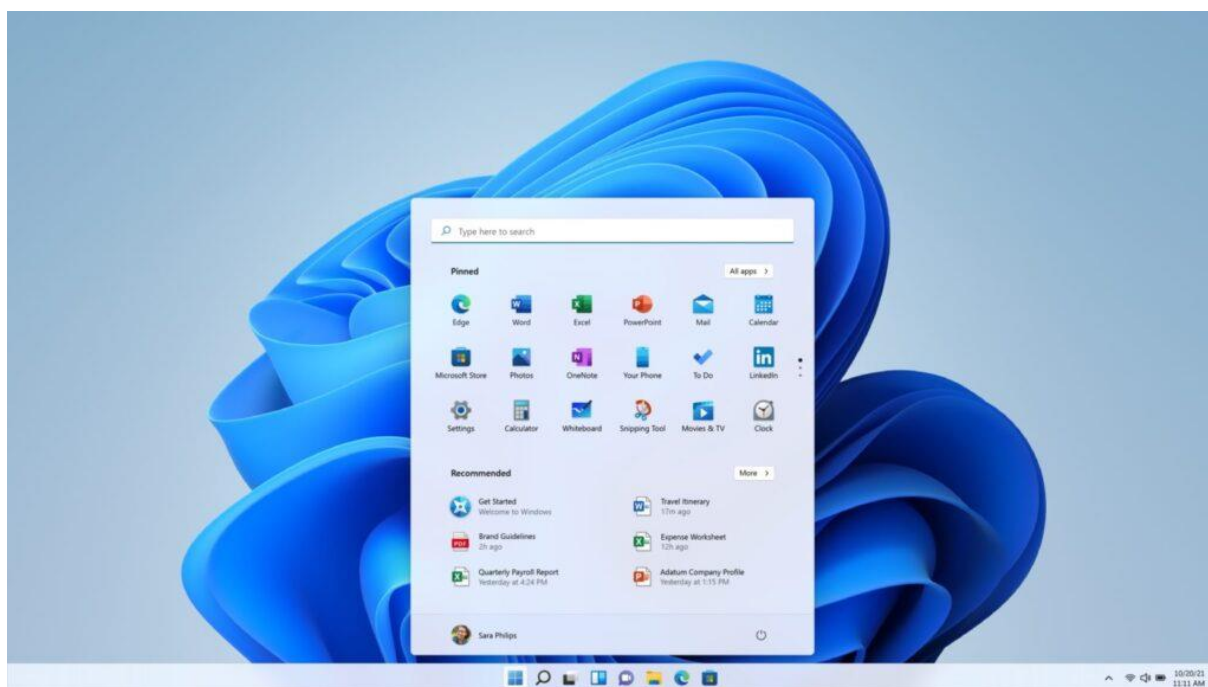 Type here to search
Pinned
All apps >
Edge
Word
Excel
PowerPoint
Mail
Calendar
Microsoft Store
Photos
OneNote
Your Phone
To Do
LinkedIn
Settings
Calculator
Whiteboard
Snipping Tool
Movies & TV
Clock
Recommended
More >
Get Started
Welcome to Windows
Travel Itinerary
17m ago
Brand Guidelines
2h ago
Expense Worksheet
12h ago
Quarterly Payroll Report
Yesterday at 4:24 PM
Adatum Company Profile
Yesterday at 1:15 PM
Sara Philips
10/20/21
11:11 AM